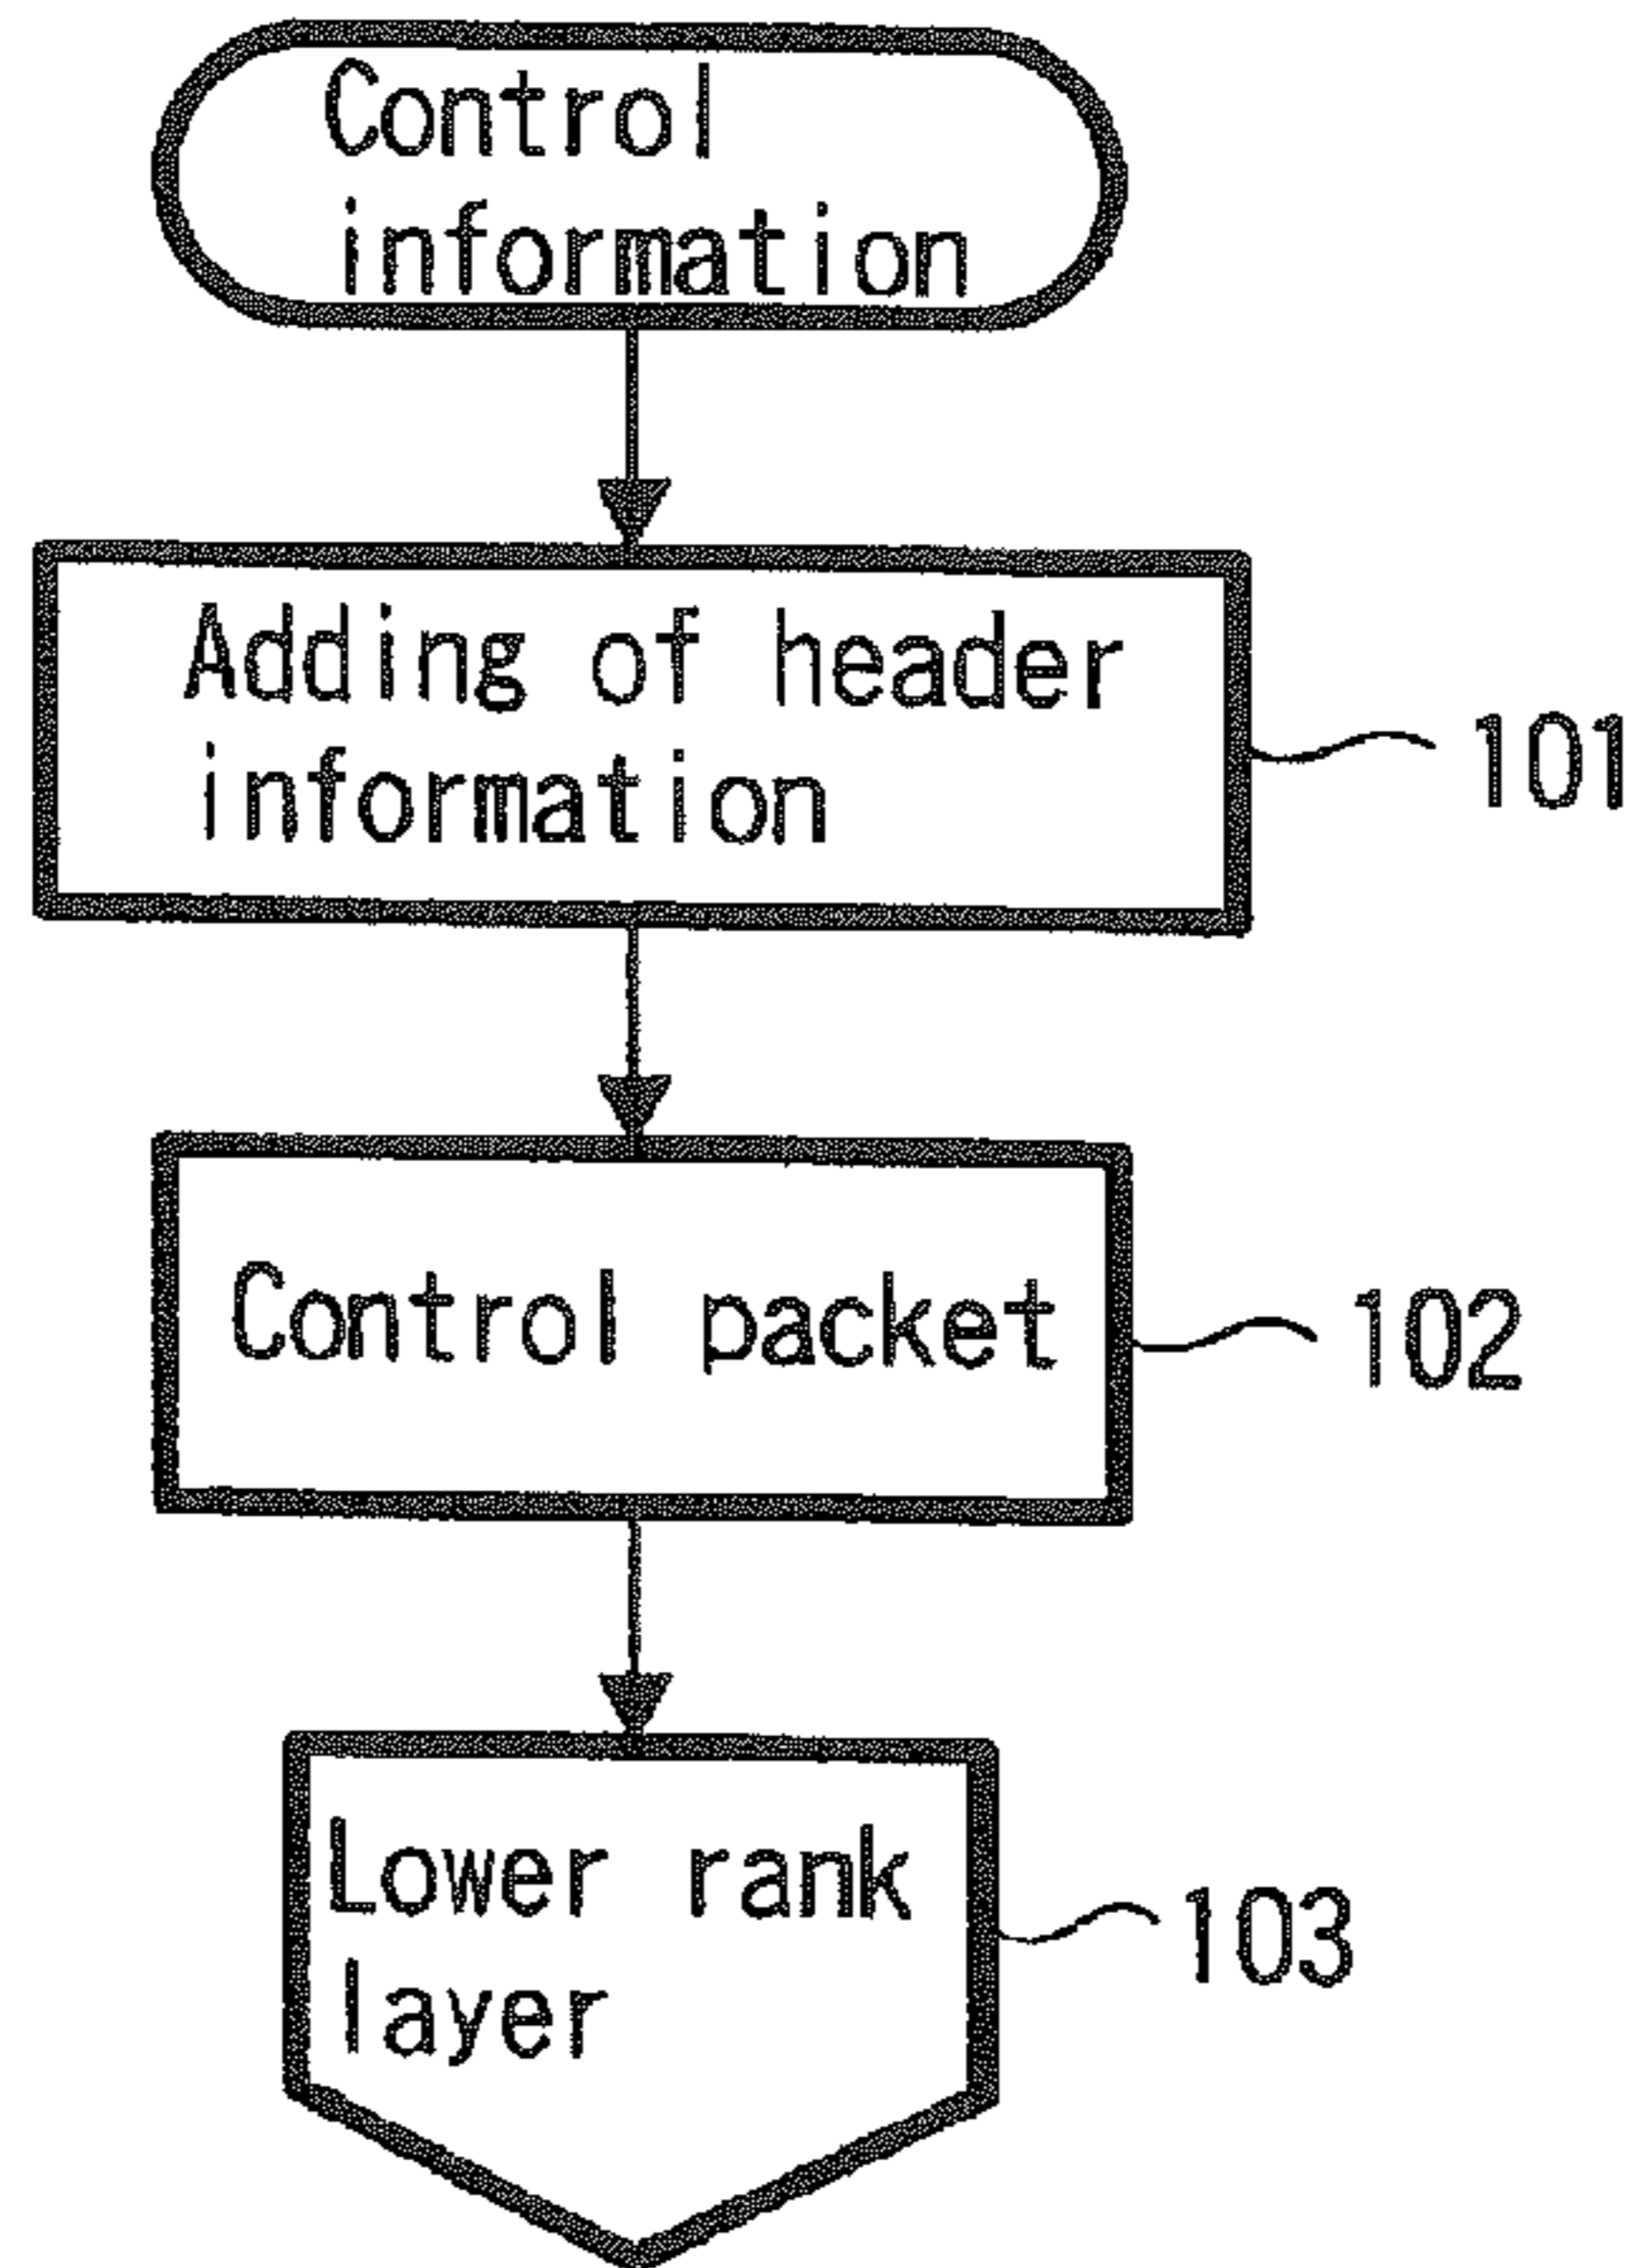 Control
information
Adding of header
information
101
Control packet
102
Lower rank
layer
103